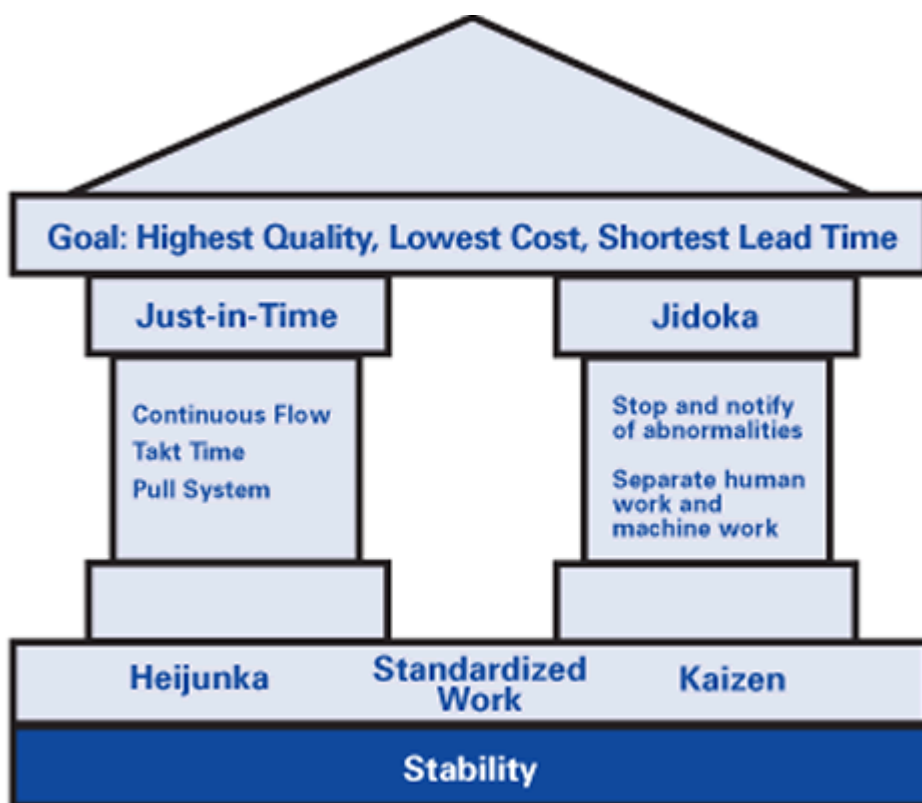 Goal: Highest Quality, Lowest Cost, Shortest Lead Time
Just-in-Time
Continuous Flow
Takt Time
Pull System
Jidoka
Stop and notify
of abnormalities
Separate human
work and
machine work
Heijunka
Standardized
Work
Kaizen
Stability